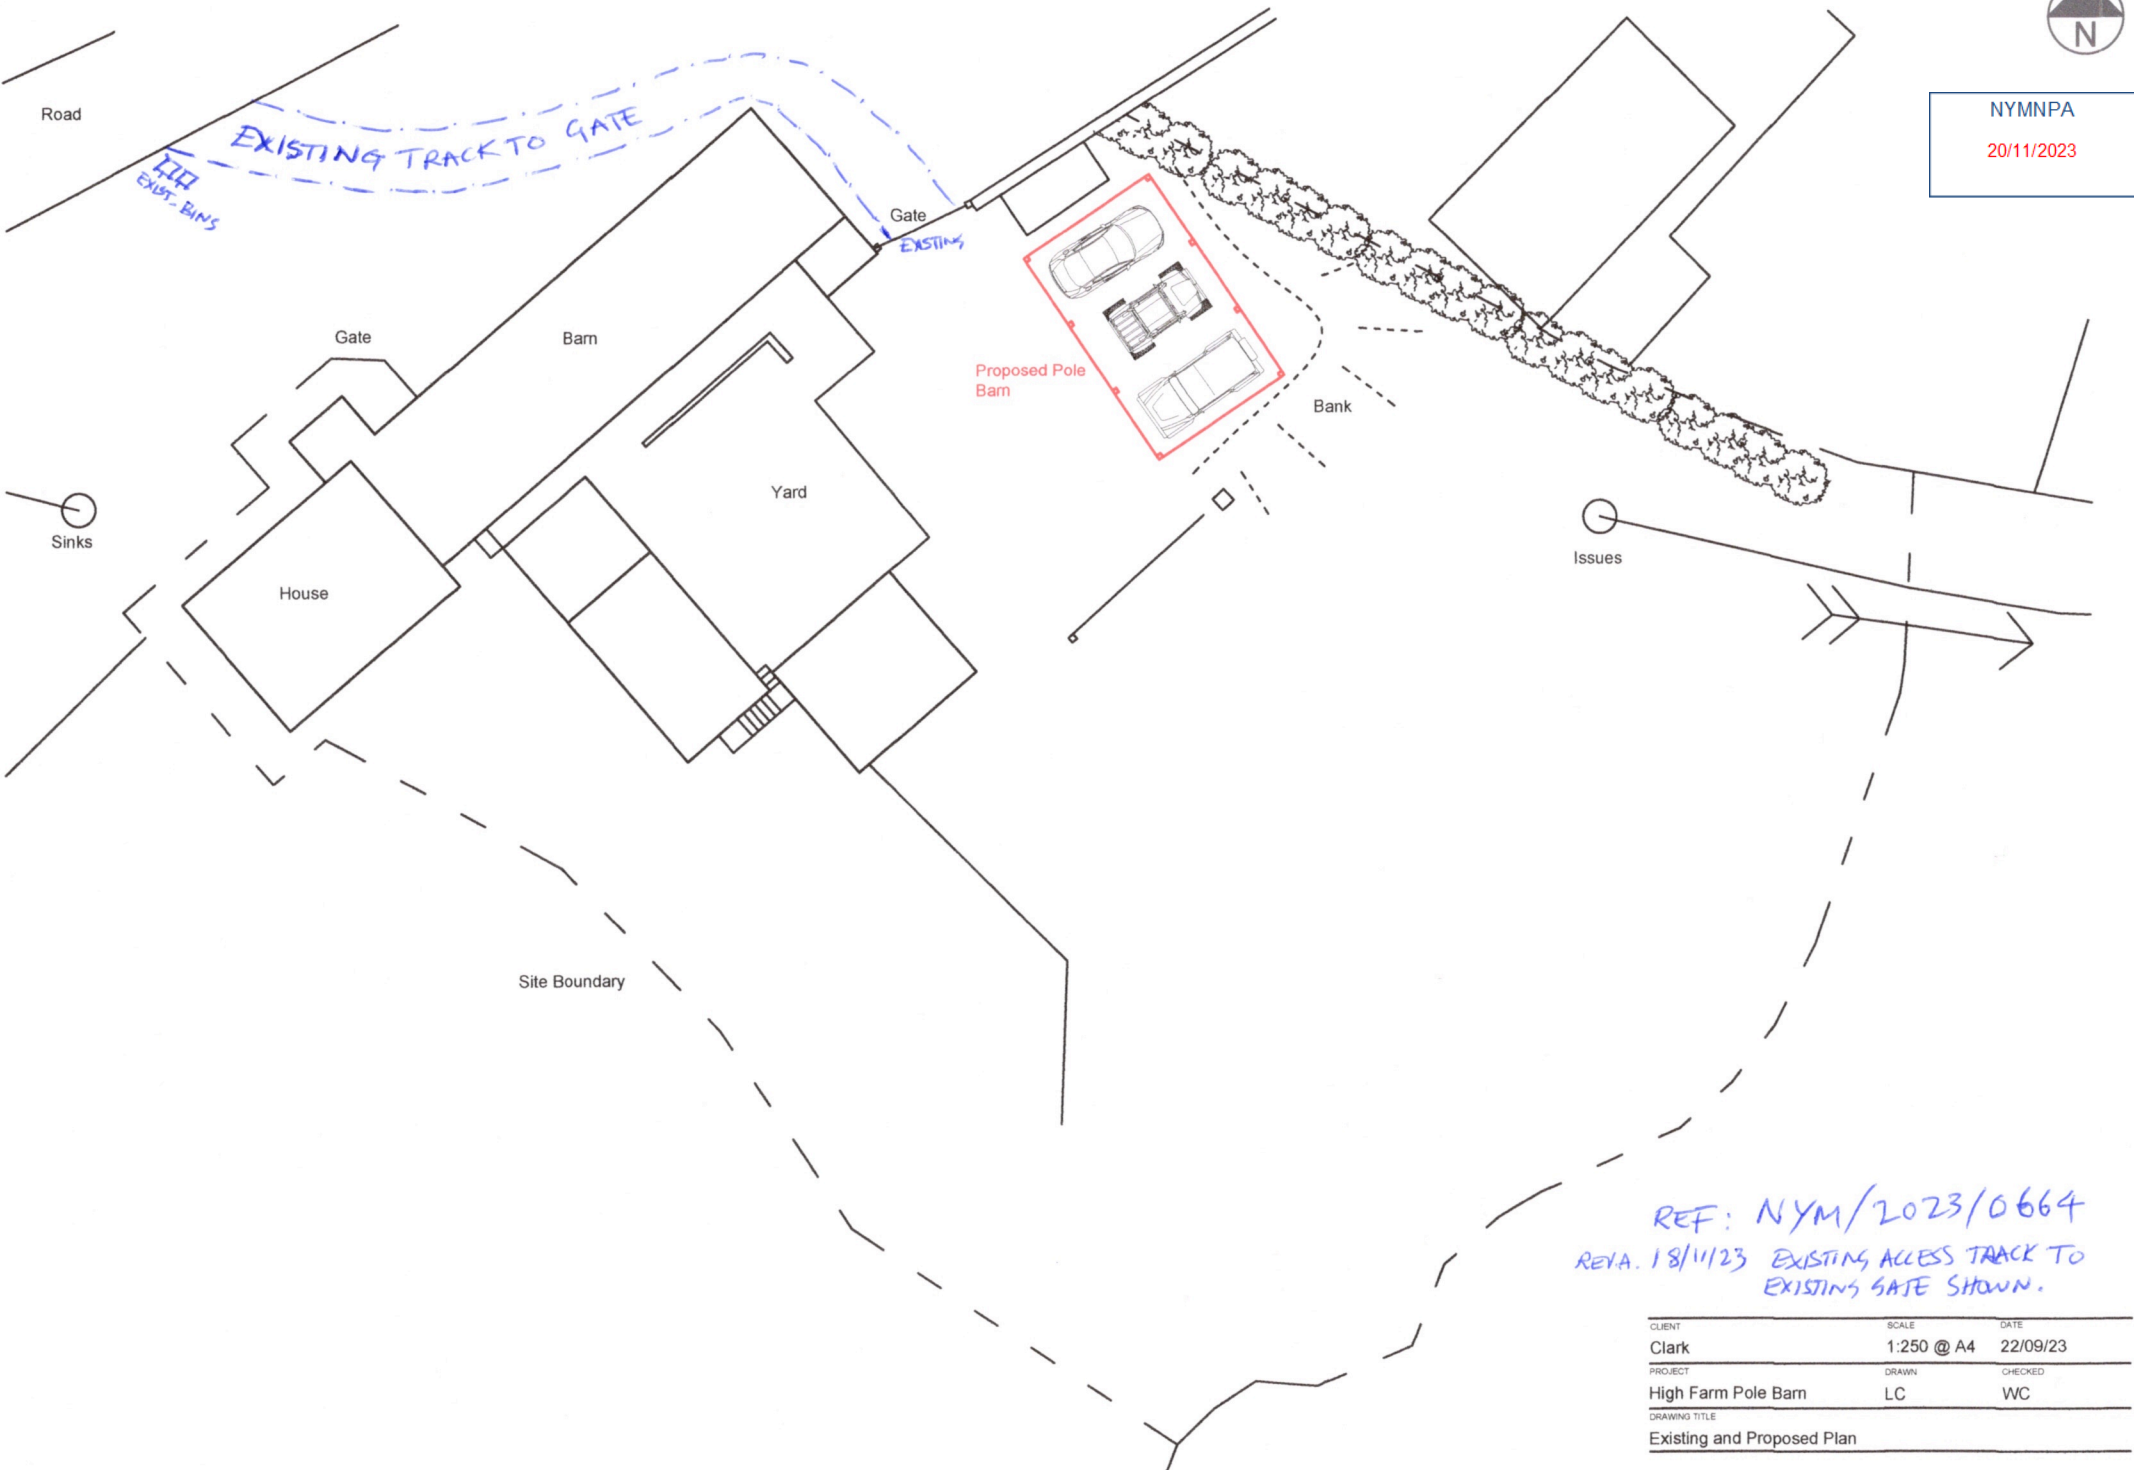 N
NYMNPA
20/11/2023
Road
EXISTING TRACK TO GATE
EXIST. BINS
Gate
EXISTING
Gate
Barn
Proposed Pole
Barn
Bank
Yard
Sinks
Issues
House
Site Boundary
REF: NYM/2023/0664
REV.A. 18/11/23 EXISTING ACCESS TRACK TO
EXISTING GATE SHOWN.
CLIENT SCALE DATE
Clark 1:250 @ A4 22/09/23
PROJECT DRAWN CHECKED
High Farm Pole Barn LC WC
DRAWING TITLE
Existing and Proposed Plan